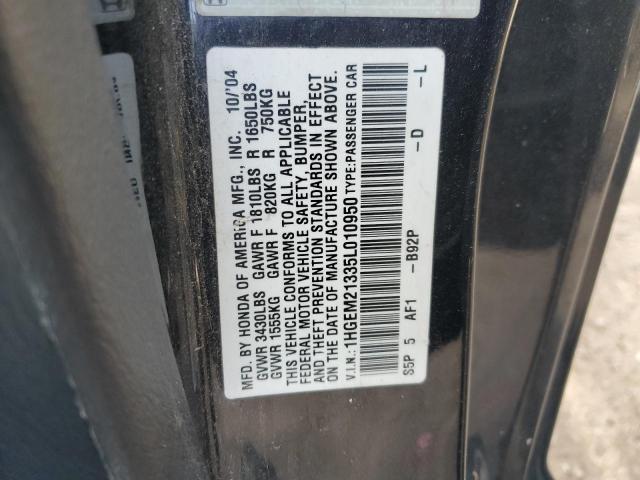 MFD. BY HONDA OF AMERICA MFG., INC. 10/'04
GVWR 3430LBS GAWR F 1810LBS R 1650LBS
GVWR 1555KG GAWR F 820KG R 750KG
THIS VEHICLE CONFORMS TO ALL APPLICABLE
FEDERAL MOTOR VEHICLE SAFETY, BUMPER,
AND THEFT PREVENTION STANDARDS IN EFFECT
ON THE DATE OF MANUFACTURE SHOWN ABOVE.
V.I.N.:1HGEM21335L010950 TYPE:PASSENGER CAR
S5P 5 AF1 -B92P -D -L